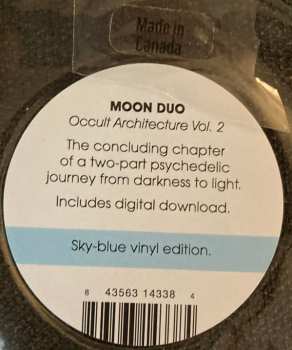 Made in
Canada
MOON DUO
Occult Architecture Vol. 2
The concluding chapter
of a two-part psychedelic
journey from darkness to light.
Includes digital download.
Sky-blue vinyl edition.
8 43563 14338 4